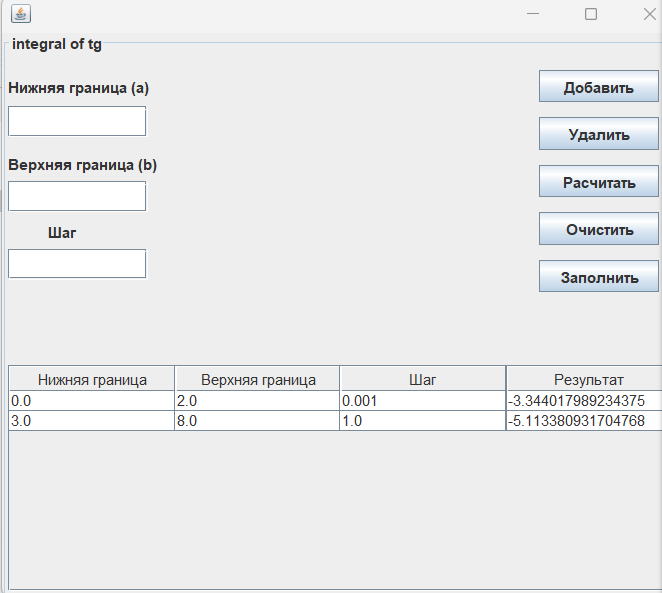 integral of tg
Нижняя граница (a)
Добавить
Удалить
Верхняя граница (b)
Расчитать
Шаг
Очистить
Заполнить
Нижняя граница Верхняя граница Шаг Результат
0.0 2.0 0.001 -3.344017989234375
3.0 8.0 1.0 -5.113380931704768